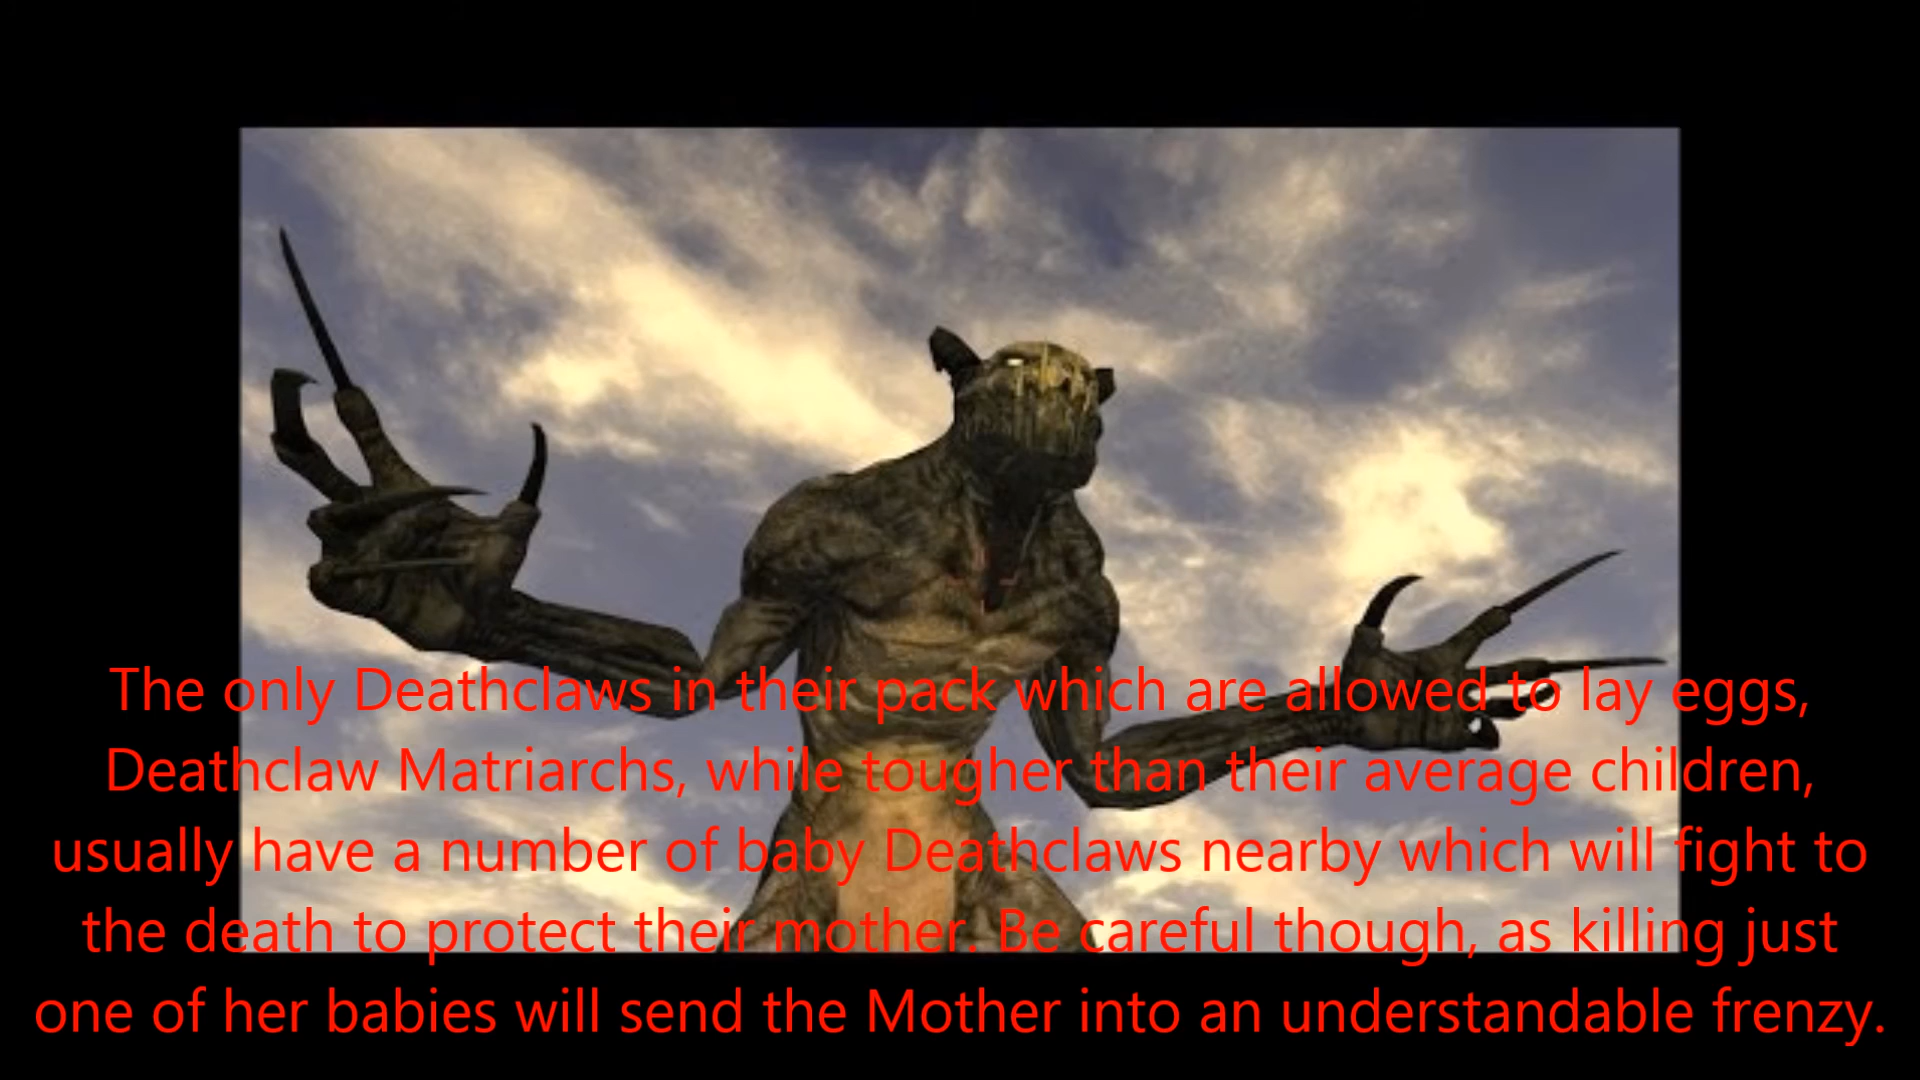 The only Deathclaws in their pack which are allowed to lay eggs,
Deathclaw Matriarchs, while tougher than their average children,
usually have a number of baby Deathclaws nearby which will fight to
the death to protect their mother. Be careful though, as killing just
one of her babies will send the Mother into an understandable frenzy.